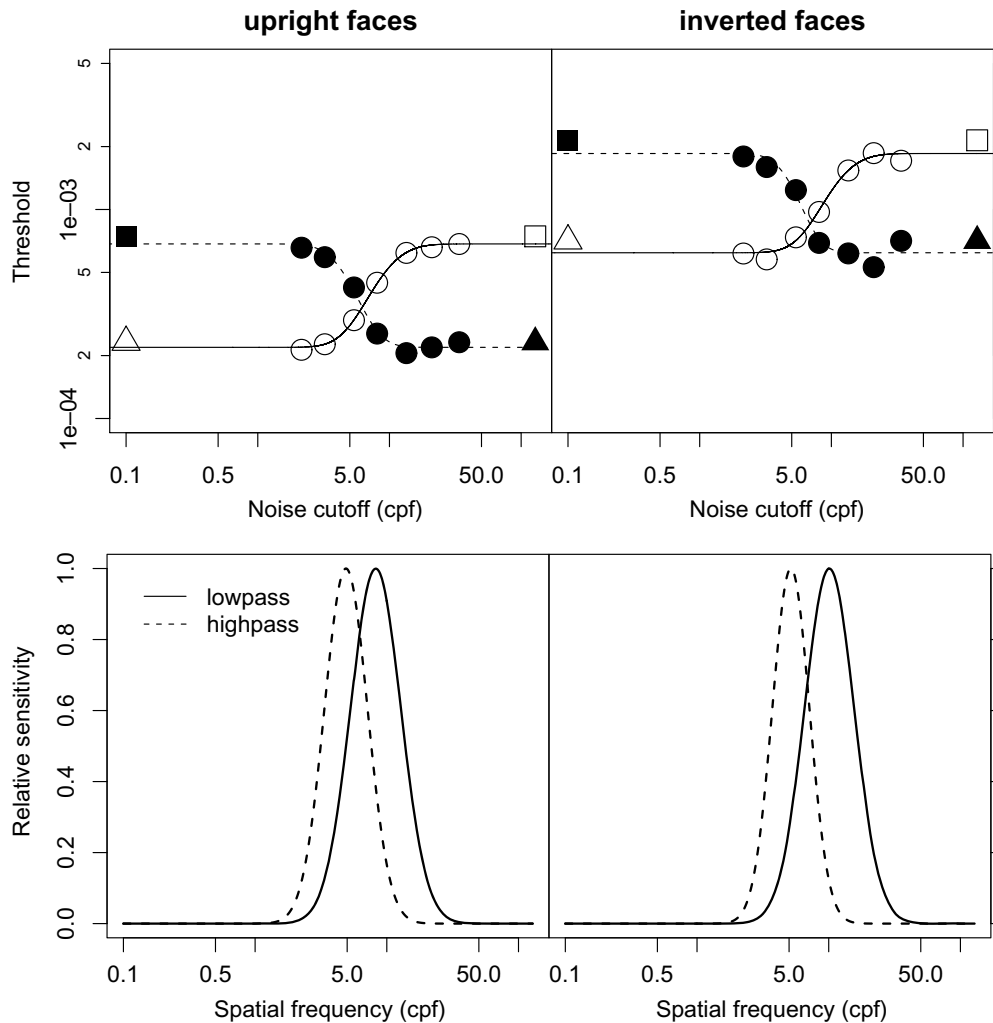 upright faces
inverted faces
Threshold
5
2
1e−03
5
2
1e−04
0.1 0.5 5.0 50.0
Noise cutoff (cpf)
0.1 0.5 5.0 50.0
Noise cutoff (cpf)
Relative sensitivity
1.0
0.8
0.6
0.4
0.2
0.0
lowpass
highpass
0.1 0.5 5.0 50.0
Spatial frequency (cpf)
0.1 0.5 5.0 50.0
Spatial frequency (cpf)